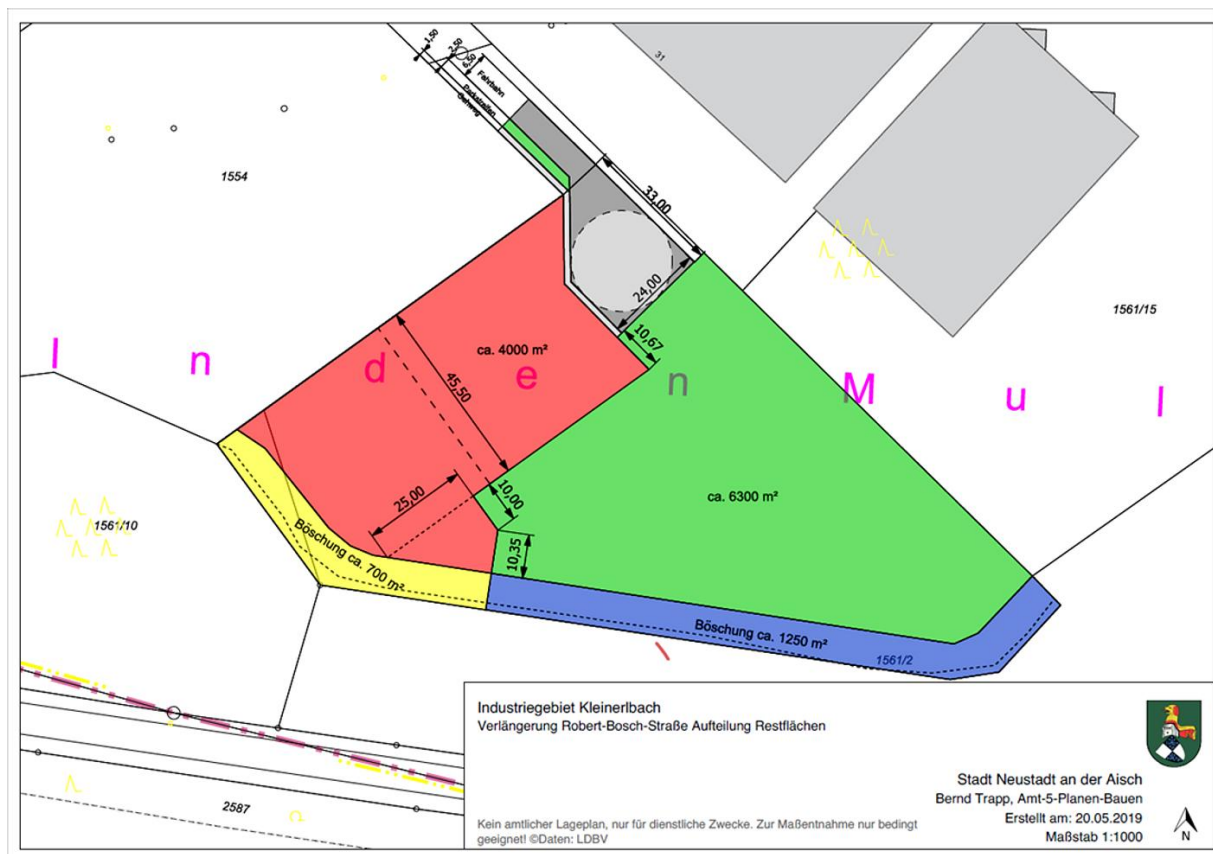 1,50
2,50
6,50
Fahrbahn
Parkstreifen
Gehweg
31
1554
33,00
24,00
10,67
1561/15
ca. 4000 m²
I n d e n M u l
45,50
ca. 6300 m²
25,00
10,00
10,35
1561/10
Böschung ca. 700 m²
Böschung ca. 1250 m²
1561/2
2587
Industriegebiet Kleinerlbach
Verlängerung Robert-Bosch-Straße Aufteilung Restflächen
Stadt Neustadt an der Aisch
Bernd Trapp, Amt-5-Planen-Bauen
Erstellt am: 20.05.2019
Maßstab 1:1000
Kein amtlicher Lageplan, nur für dienstliche Zwecke. Zur Maßentnahme nur bedingt
geeignet! ©Daten: LDBV
N